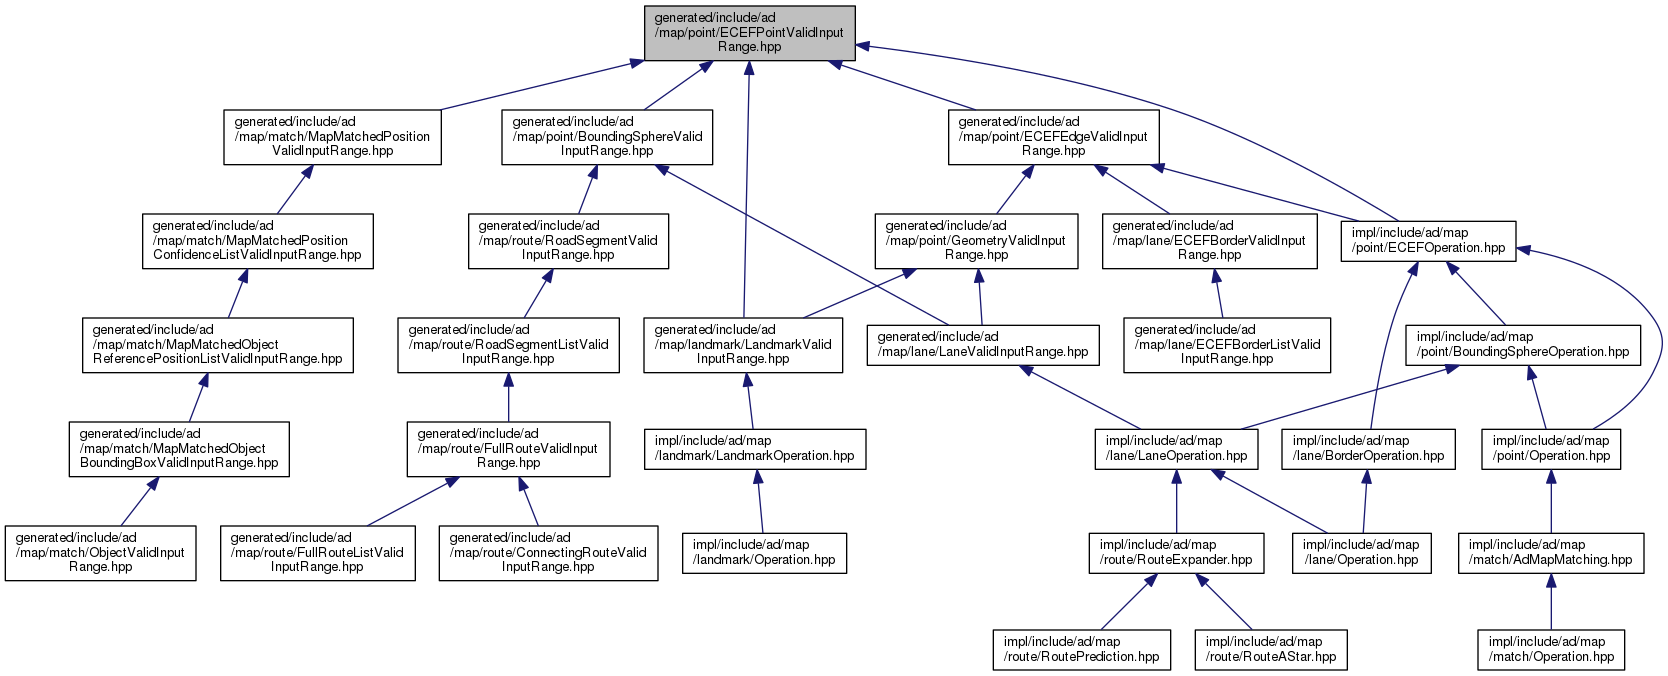 generated/include/ad
/map/point/ECEFPointValidInput
Range.hpp
generated/include/ad
/map/match/MapMatchedPosition
ValidInputRange.hpp
generated/include/ad
/map/point/BoundingSphereValid
InputRange.hpp
generated/include/ad
/map/point/ECEFEdgeValidInput
Range.hpp
generated/include/ad
/map/match/MapMatchedPosition
ConfidenceListValidInputRange.hpp
generated/include/ad
/map/route/RoadSegmentValid
InputRange.hpp
generated/include/ad
/map/point/GeometryValidInput
Range.hpp
generated/include/ad
/map/lane/ECEFBorderValidInput
Range.hpp
impl/include/ad/map
/point/ECEFOperation.hpp
generated/include/ad
/map/match/MapMatchedObject
ReferencePositionListValidInputRange.hpp
generated/include/ad
/map/route/RoadSegmentListValid
InputRange.hpp
generated/include/ad
/map/landmark/LandmarkValid
InputRange.hpp
generated/include/ad
/map/lane/LaneValidInputRange.hpp
generated/include/ad
/map/lane/ECEFBorderListValid
InputRange.hpp
impl/include/ad/map
/point/BoundingSphereOperation.hpp
generated/include/ad
/map/match/MapMatchedObject
BoundingBoxValidInputRange.hpp
generated/include/ad
/map/route/FullRouteValidInput
Range.hpp
impl/include/ad/map
/landmark/LandmarkOperation.hpp
impl/include/ad/map
/lane/LaneOperation.hpp
impl/include/ad/map
/lane/BorderOperation.hpp
impl/include/ad/map
/point/Operation.hpp
generated/include/ad
/map/match/ObjectValidInput
Range.hpp
generated/include/ad
/map/route/FullRouteListValid
InputRange.hpp
generated/include/ad
/map/route/ConnectingRouteValid
InputRange.hpp
impl/include/ad/map
/landmark/Operation.hpp
impl/include/ad/map
/route/RouteExpander.hpp
impl/include/ad/map
/lane/Operation.hpp
impl/include/ad/map
/match/AdMapMatching.hpp
impl/include/ad/map
/route/RoutePrediction.hpp
impl/include/ad/map
/route/RouteAStar.hpp
impl/include/ad/map
/match/Operation.hpp